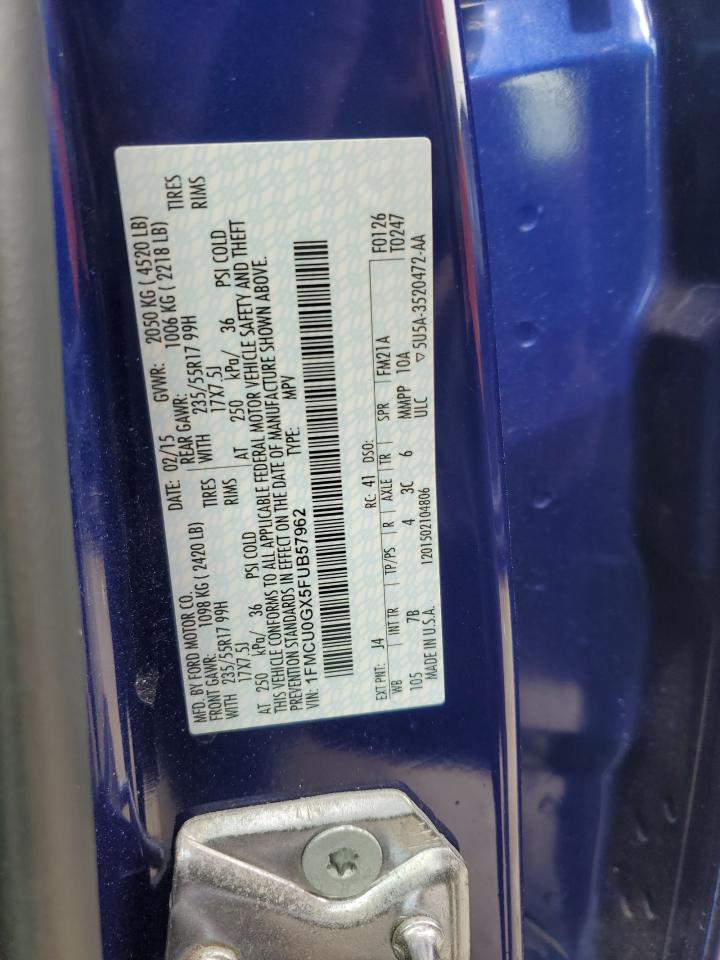 MFD. BY FORD MOTOR CO.
DATE: 02/15 GVWR: 2050 KG ( 4520 LB)
FRONT GAWR: 1098 KG ( 2420 LB) REAR GAWR: 1006 KG ( 2218 LB)
WITH 235/55R17 99H TIRES WITH 235/55R17 99H TIRES
17X7.5J RIMS 17X7.5J RIMS
AT 250 kPa/ 36 PSI COLD AT 250 kPa/ 36 PSI COLD
THIS VEHICLE CONFORMS TO ALL APPLICABLE FEDERAL MOTOR VEHICLE SAFETY AND THEFT
PREVENTION STANDARDS IN EFFECT ON THE DATE OF MANUFACTURE SHOWN ABOVE.
VIN: 1FMCU0GX5FUB57962 TYPE: MPV
F0126
EXT PNT: J4 RC: 41 DSO: FM21A T0247
WB INT TR TP/PS R AXLE TR SPR
105 7B 4 3C 6 MMPP 10A ▽5U5A-3520472-AA
MADE IN U.S.A. 1201502104806 ULC